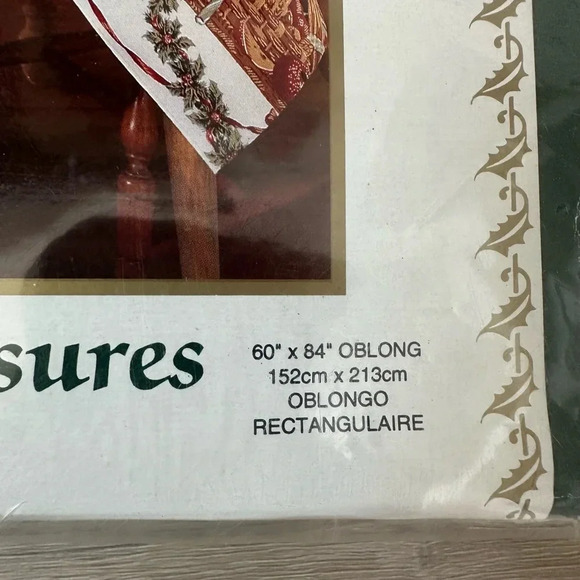 sures
60" x 84" OBLONG
152cm x 213cm
OBLONGO
RECTANGULAIRE